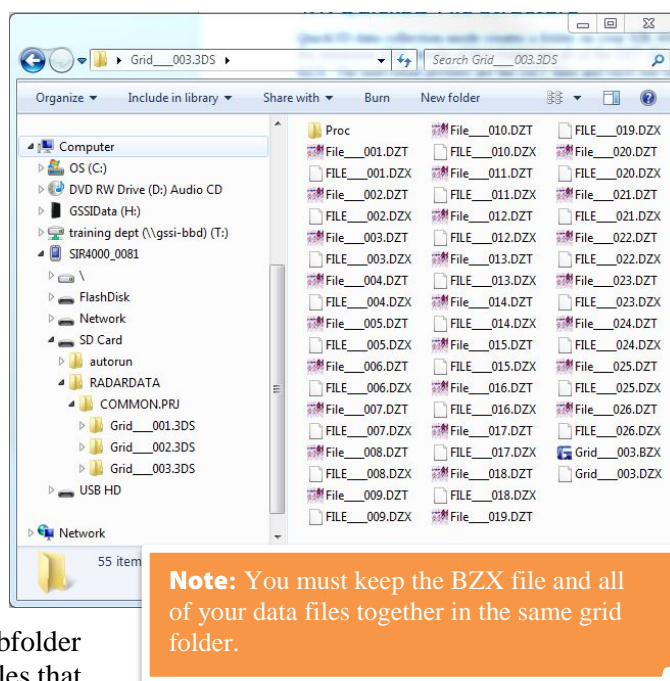 Grid___003.3DS
Search Grid___003.3DS
Organize
Include in library
Share with
Burn
New folder
Computer
OS (C:)
DVD RW Drive (D:) Audio CD
GSSIData (H:)
training dept (\\gssi-bbd) (T:)
SIR4000_0081
\
FlashDisk
Network
SD Card
autorun
RADARDATA
COMMON.PRJ
Grid___001.3DS
Grid___002.3DS
Grid___003.3DS
USB HD
Network
Proc
File___001.DZT
FILE___001.DZX
File___002.DZT
FILE___002.DZX
File___003.DZT
FILE___003.DZX
File___004.DZT
FILE___004.DZX
File___005.DZT
FILE___005.DZX
File___006.DZT
FILE___006.DZX
File___007.DZT
FILE___007.DZX
File___008.DZT
FILE___008.DZX
File___009.DZT
FILE___009.DZX
File___010.DZT
FILE___010.DZX
File___011.DZT
FILE___011.DZX
File___012.DZT
FILE___012.DZX
File___013.DZT
FILE___013.DZX
File___014.DZT
FILE___014.DZX
File___015.DZT
FILE___015.DZX
File___016.DZT
FILE___016.DZX
File___017.DZT
FILE___017.DZX
File___018.DZT
FILE___018.DZX
File___019.DZT
FILE___019.DZX
File___020.DZT
FILE___020.DZX
File___021.DZT
FILE___021.DZX
File___022.DZT
FILE___022.DZX
File___023.DZT
FILE___023.DZX
File___024.DZT
FILE___024.DZX
File___025.DZT
FILE___025.DZX
File___026.DZT
FILE___026.DZX
Grid___003.BZX
Grid___003.DZX
55 item
Note: You must keep the BZX file and all
of your data files together in the same grid
folder.
bfolder
les that